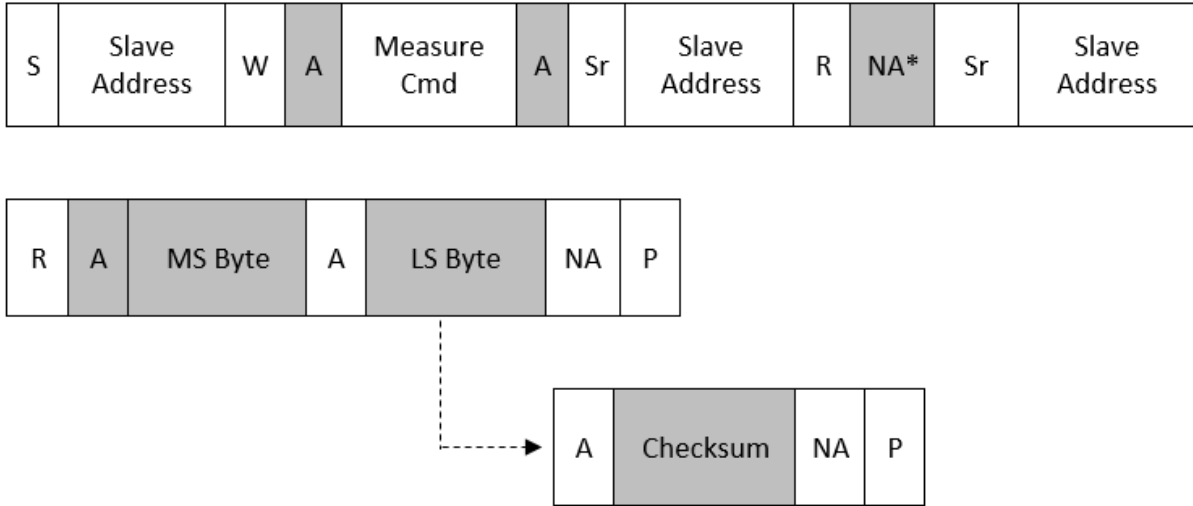 S Slave Address W A Measure Cmd A Sr Slave Address R NA* Sr Slave Address
R A MS Byte A LS Byte NA P
A Checksum NA P